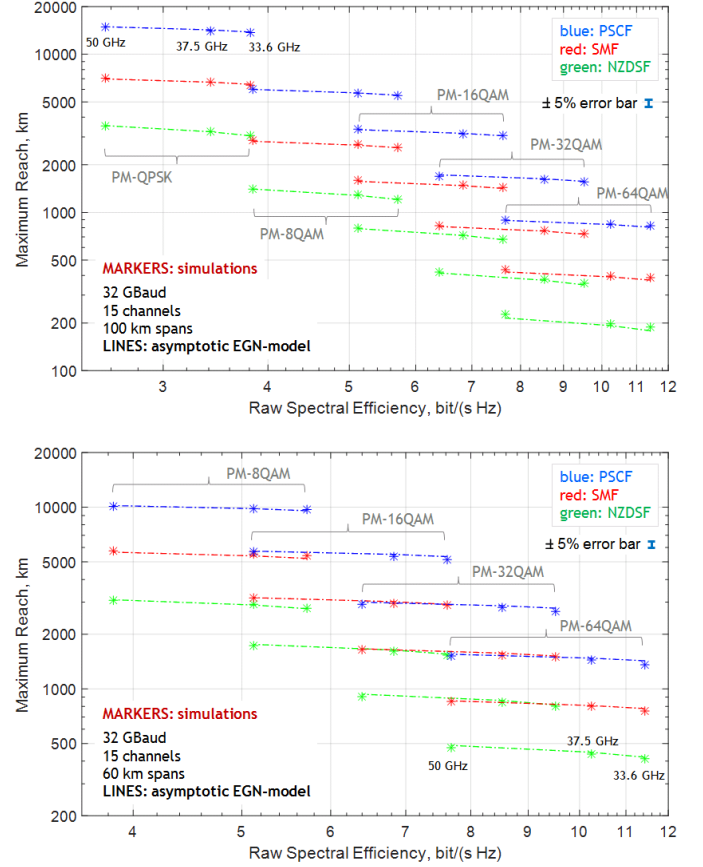 20000
10000
5000
2000
1000
500
200
100
Maximum Reach, km
50 GHz
37.5 GHz
33.6 GHz
blue: PSCF
red: SMF
green: NZDSF
± 5% error bar
PM-16QAM
PM-32QAM
PM-64QAM
PM-QPSK
PM-8QAM
MARKERS: simulations
32 GBaud
15 channels
100 km spans
LINES: asymptotic EGN-model
3 4 5 6 7 8 9 10 11 12
Raw Spectral Efficiency, bit/(s Hz)
20000
10000
5000
2000
1000
500
200
Maximum Reach, km
PM-8QAM
blue: PSCF
red: SMF
green: NZDSF
± 5% error bar
PM-16QAM
PM-32QAM
PM-64QAM
MARKERS: simulations
32 GBaud
15 channels
60 km spans
LINES: asymptotic EGN-model
50 GHz
37.5 GHz
33.6 GHz
4 5 6 7 8 9 10 11 12
Raw Spectral Efficiency, bit/(s Hz)